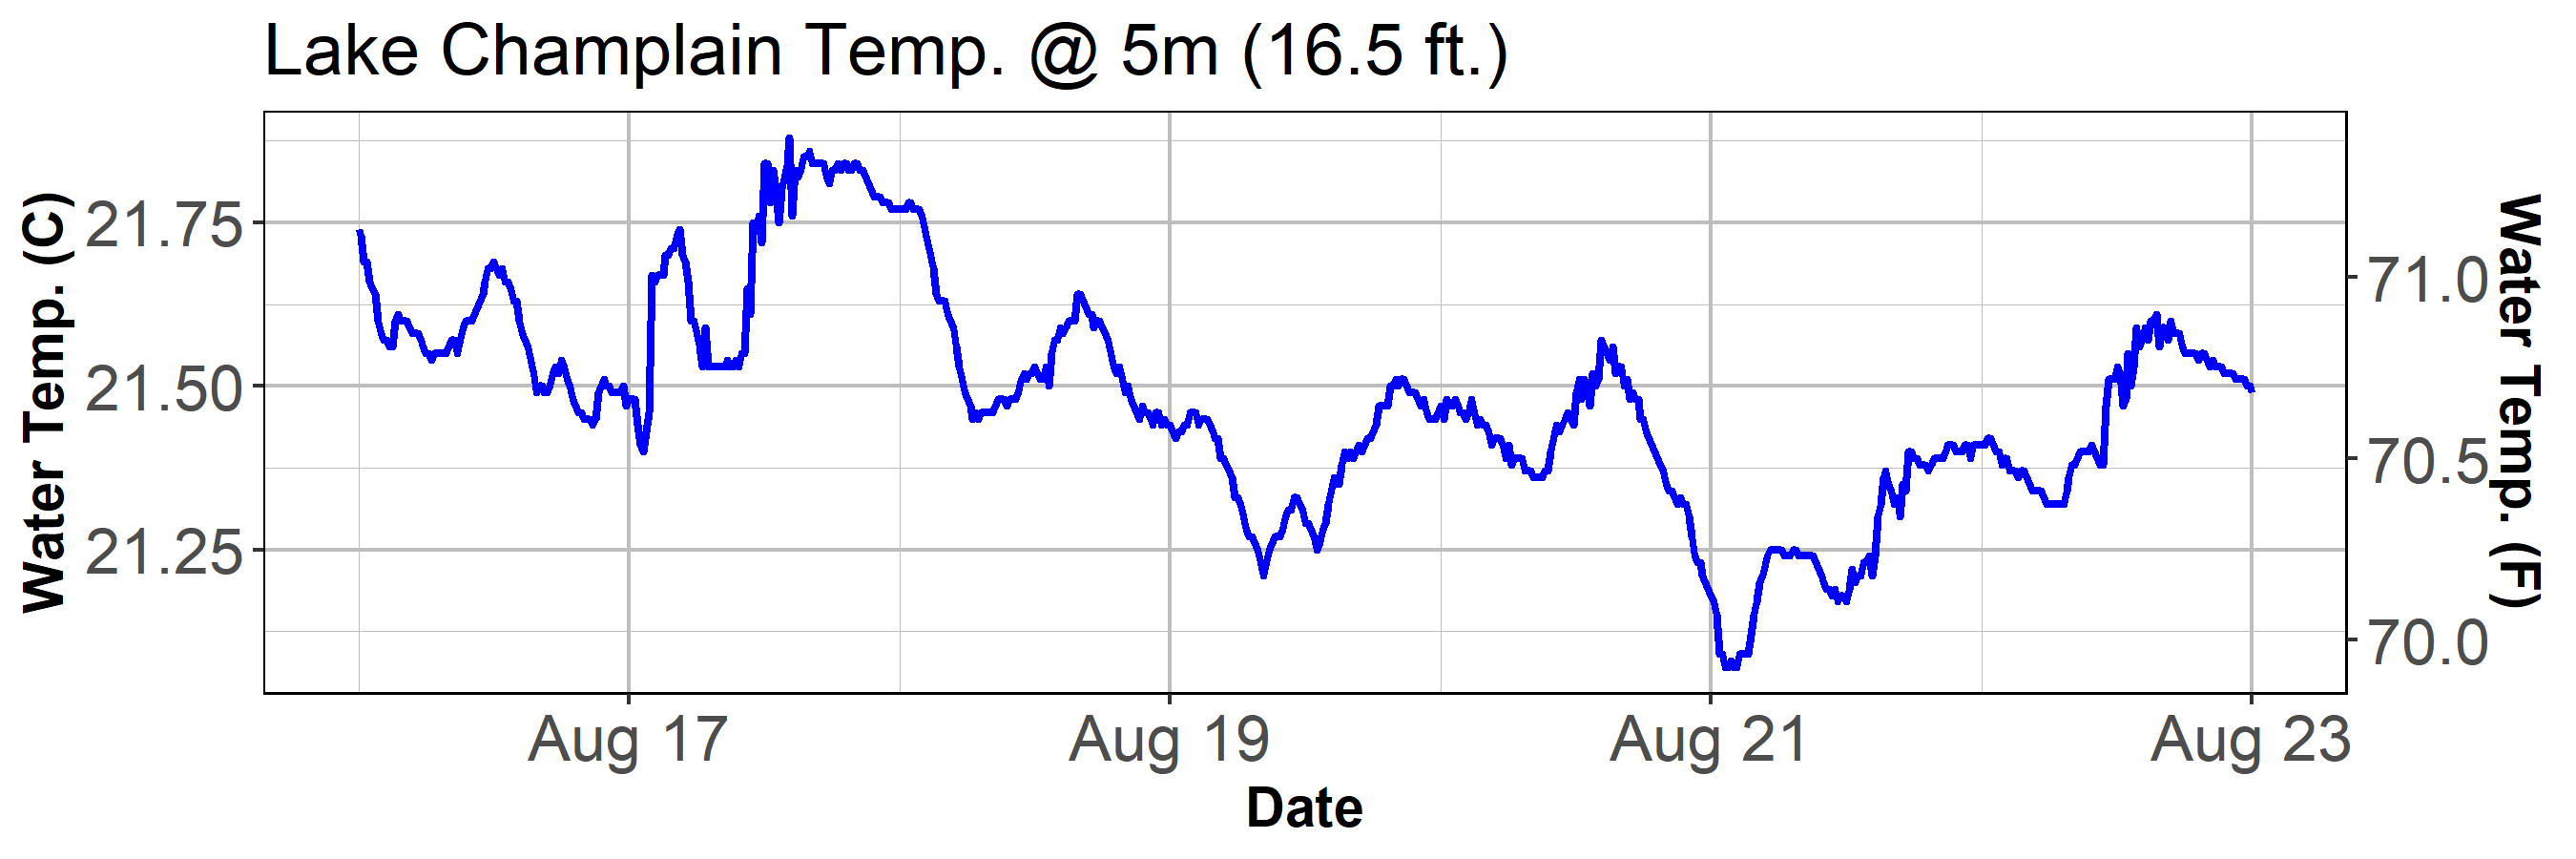 Lake Champlain Temp. @ 5m (16.5 ft.)
Water Temp. (C)
21.75
21.50
21.25
Water Temp. (F)
71.0
70.5
70.0
Aug 17
Aug 19
Aug 21
Aug 23
Date